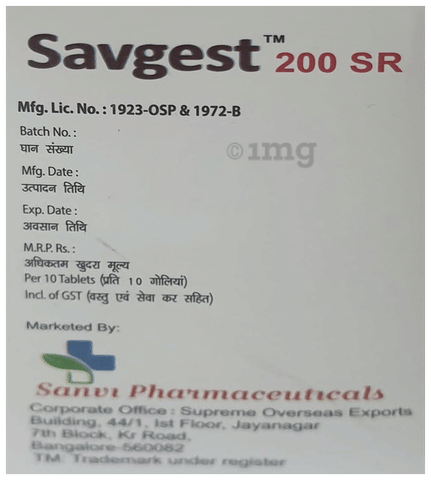 Savgest™ 200 SR
Mfg. Lic. No. : 1923-OSP & 1972-B
Batch No. :
घान संख्या
©1mg
Mfg. Date :
उत्पादन तिथि
Exp. Date :
अवसान तिथि
M.R.P. Rs. :
अधिकतम खुदरा मूल्य
Per 10 Tablets (प्रति 10 गोलियां)
Incl. of GST (वस्तु एवं सेवा कर सहित)
Marketed By:
Sanvi Pharmaceuticals
Corporate Office : Supreme Overseas Exports
Building, 44/1, Ist Floor, Jayanagar
7th Block, Kr Road,
Bangalore-560082
TM: Trademark under register